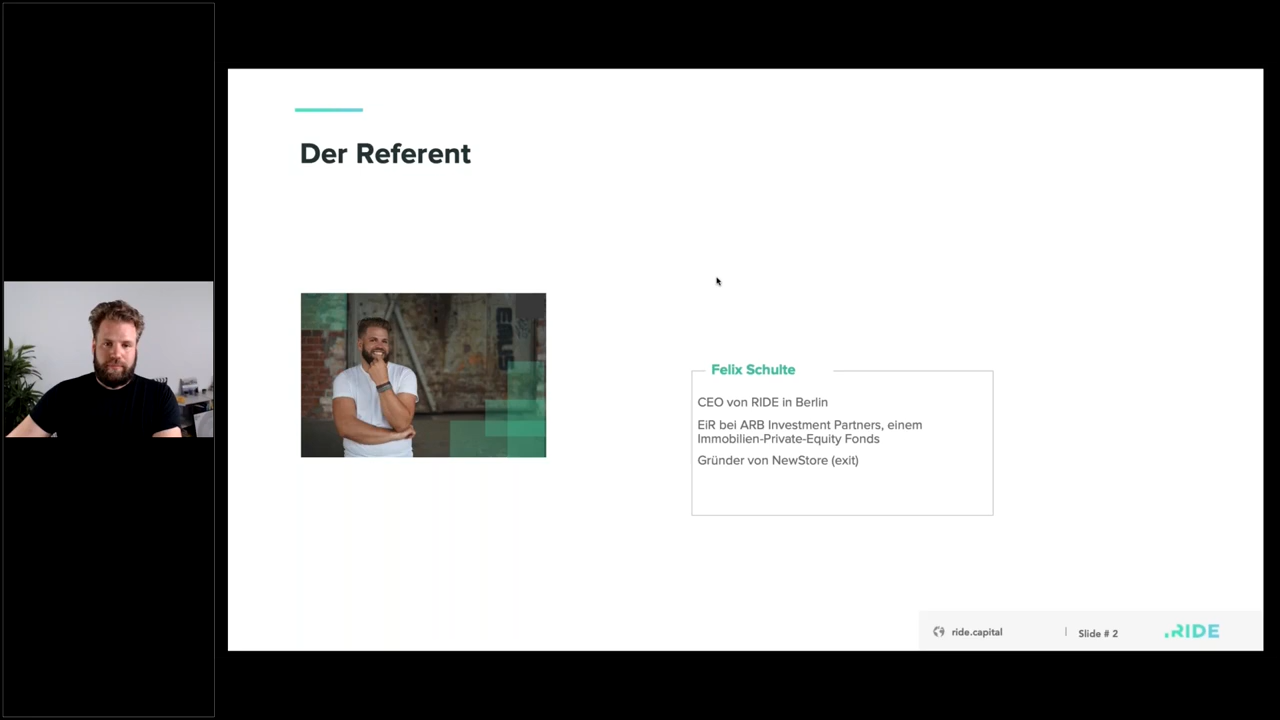 Der Referent
Felix Schulte
CEO von RIDE in Berlin
EiR bei ARB Investment Partners, einem
Immobilien-Private-Equity Fonds
Gründer von NewStore (exit)
ride.capital | Slide # 2 .RIDE